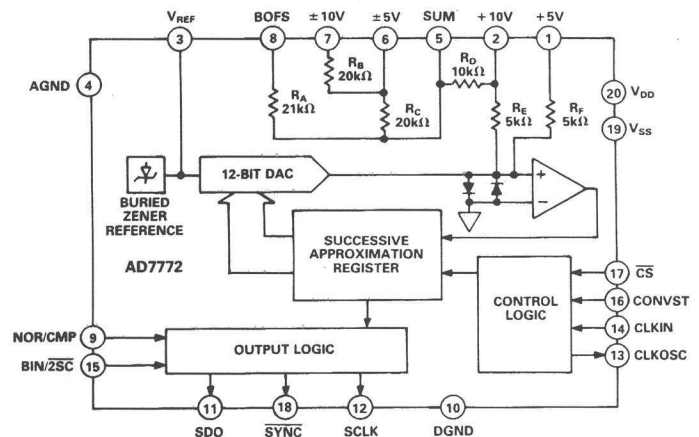 VREF BOFS ±10V ±5V SUM +10V +5V
3 8 7 6 5 2 1
AGND 4
RA 21kΩ
RB 20kΩ
RC 20kΩ
RD 10kΩ
RE 5kΩ
RF 5kΩ
20 VDD
19 VSS
12-BIT DAC
+
−
BURIED
ZENER
REFERENCE
AD7772
SUCCESSIVE
APPROXIMATION
REGISTER
CONTROL
LOGIC
17 CS
16 CONVST
14 CLKIN
13 CLKOSC
NOR/CMP 9
BIN/2SC 15
OUTPUT LOGIC
11 18 12 10
SDO SYNC SCLK DGND